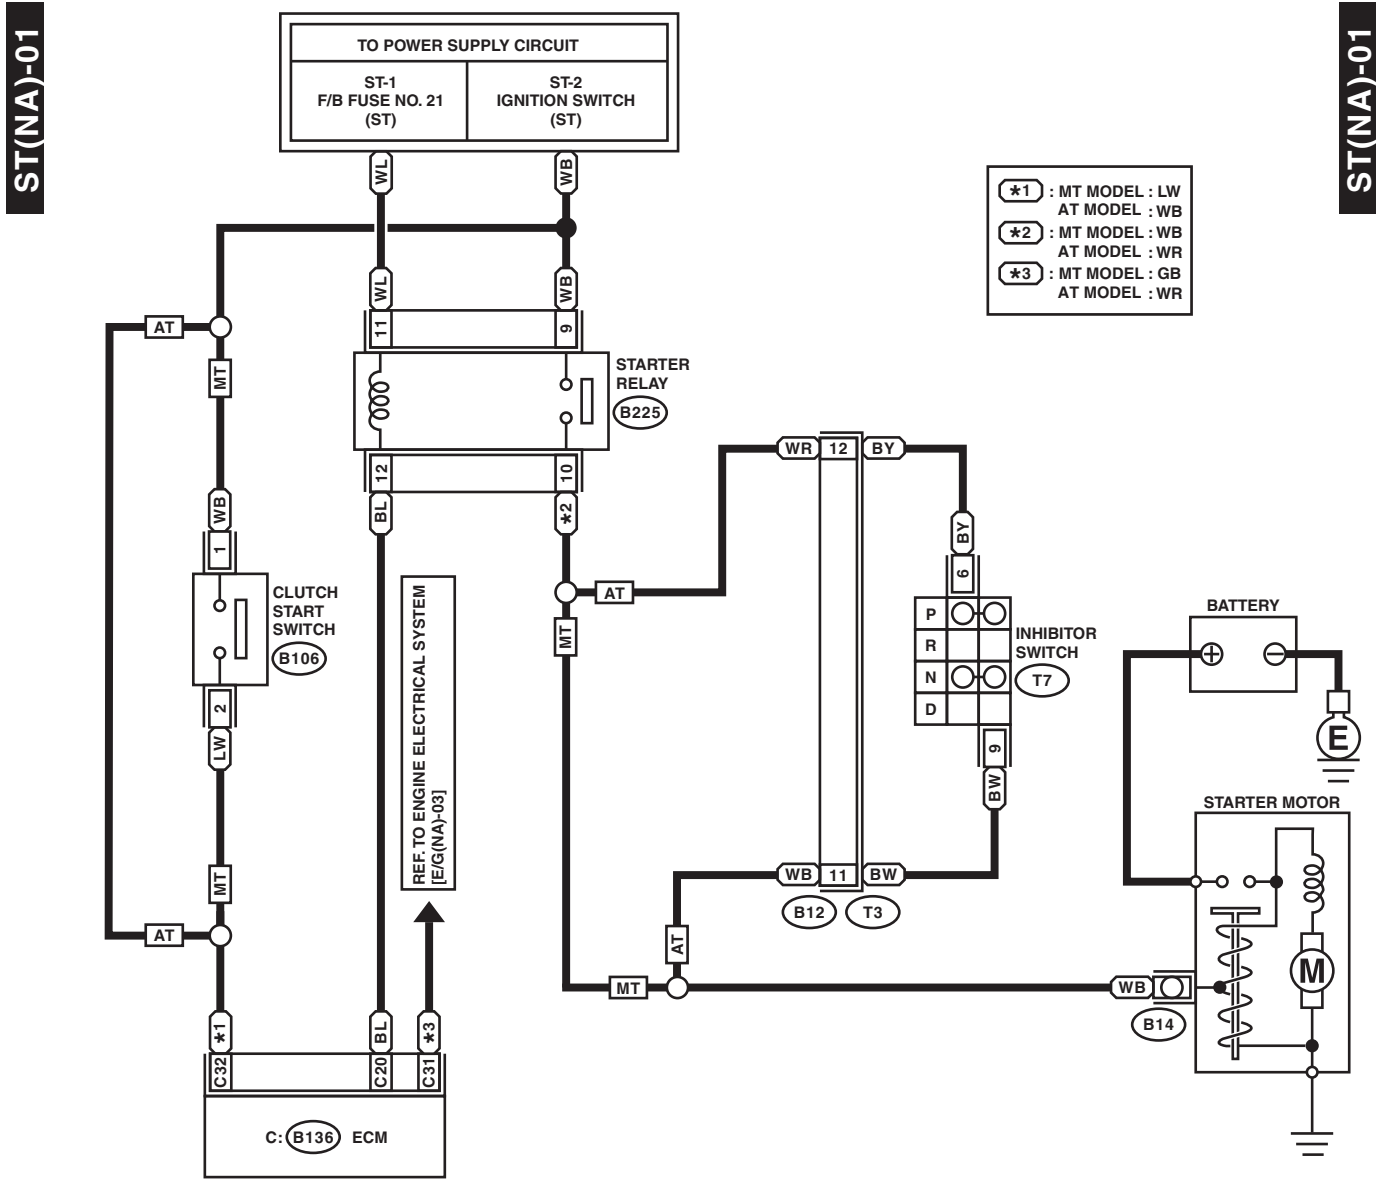 ST(NA)-01
ST(NA)-01
TO POWER SUPPLY CIRCUIT
ST-1
F/B FUSE NO. 21
(ST)
ST-2
IGNITION SWITCH
(ST)
WL
WB
*1 : MT MODEL : LW
AT MODEL : WB
*2 : MT MODEL : WB
AT MODEL : WR
*3 : MT MODEL : GB
AT MODEL : WR
WL
WB
11
9
AT
MT
STARTER
RELAY
B225
12
10
BL
*2
WR
12
BY
BY
6
WB
1
CLUTCH
START
SWITCH
B106
2
LW
AT
MT
P
R
N
D
INHIBITOR
SWITCH
T7
9
BW
BATTERY
+
−
E
REF. TO ENGINE ELECTRICAL SYSTEM
[E/G(NA)-03]
STARTER MOTOR
M
MT
AT
WB
11
BW
B12
T3
AT
MT
WB
B14
*1
BL
*3
C32
C20
C31
C: B136 ECM